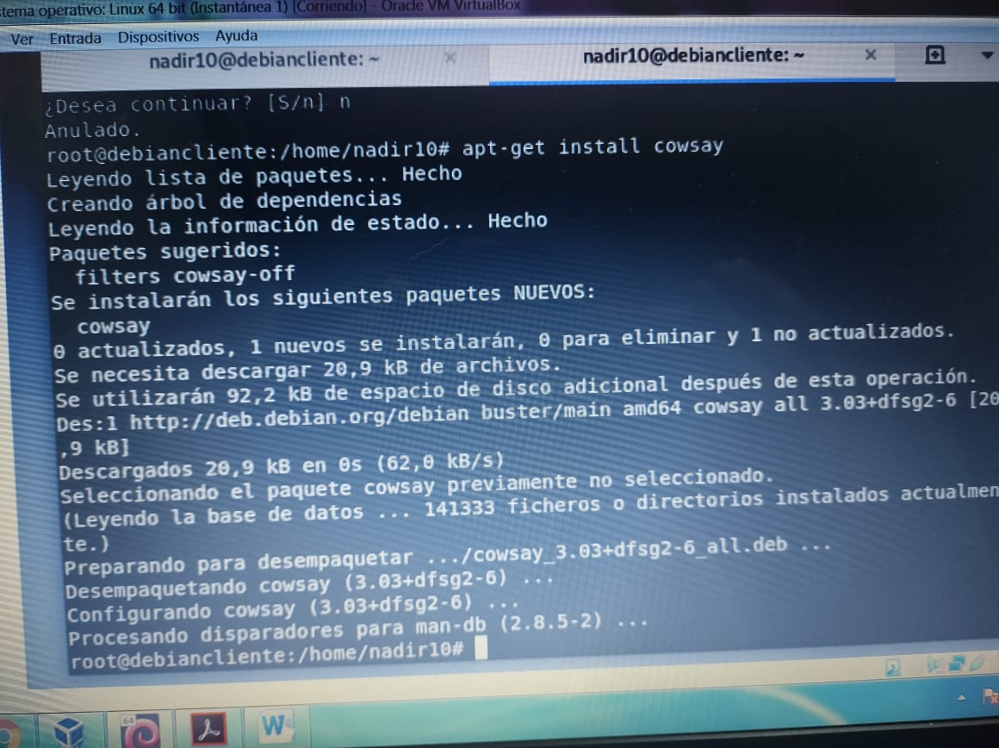 stema operativo: Linux 64 bit (Instantánea 1) [Corriendo] - Oracle VM VirtualBox
Ver Entrada Dispositivos Ayuda
nadir10@debiancliente: ~ × nadir10@debiancliente: ~ ×
¿Desea continuar? [S/n] n
Anulado.
root@debiancliente:/home/nadir10# apt-get install cowsay
Leyendo lista de paquetes... Hecho
Creando árbol de dependencias
Leyendo la información de estado... Hecho
Paquetes sugeridos:
filters cowsay-off
Se instalarán los siguientes paquetes NUEVOS:
cowsay
0 actualizados, 1 nuevos se instalarán, 0 para eliminar y 1 no actualizados.
Se necesita descargar 20,9 kB de archivos.
Se utilizarán 92,2 kB de espacio de disco adicional después de esta operación.
Des:1 http://deb.debian.org/debian buster/main amd64 cowsay all 3.03+dfsg2-6 [20
,9 kB]
Descargados 20,9 kB en 0s (62,0 kB/s)
Seleccionando el paquete cowsay previamente no seleccionado.
(Leyendo la base de datos ... 141333 ficheros o directorios instalados actualmen
te.)
Preparando para desempaquetar .../cowsay_3.03+dfsg2-6_all.deb ...
Desempaquetando cowsay (3.03+dfsg2-6) ...
Configurando cowsay (3.03+dfsg2-6) ...
Procesando disparadores para man-db (2.8.5-2) ...
root@debiancliente:/home/nadir10#
64
W